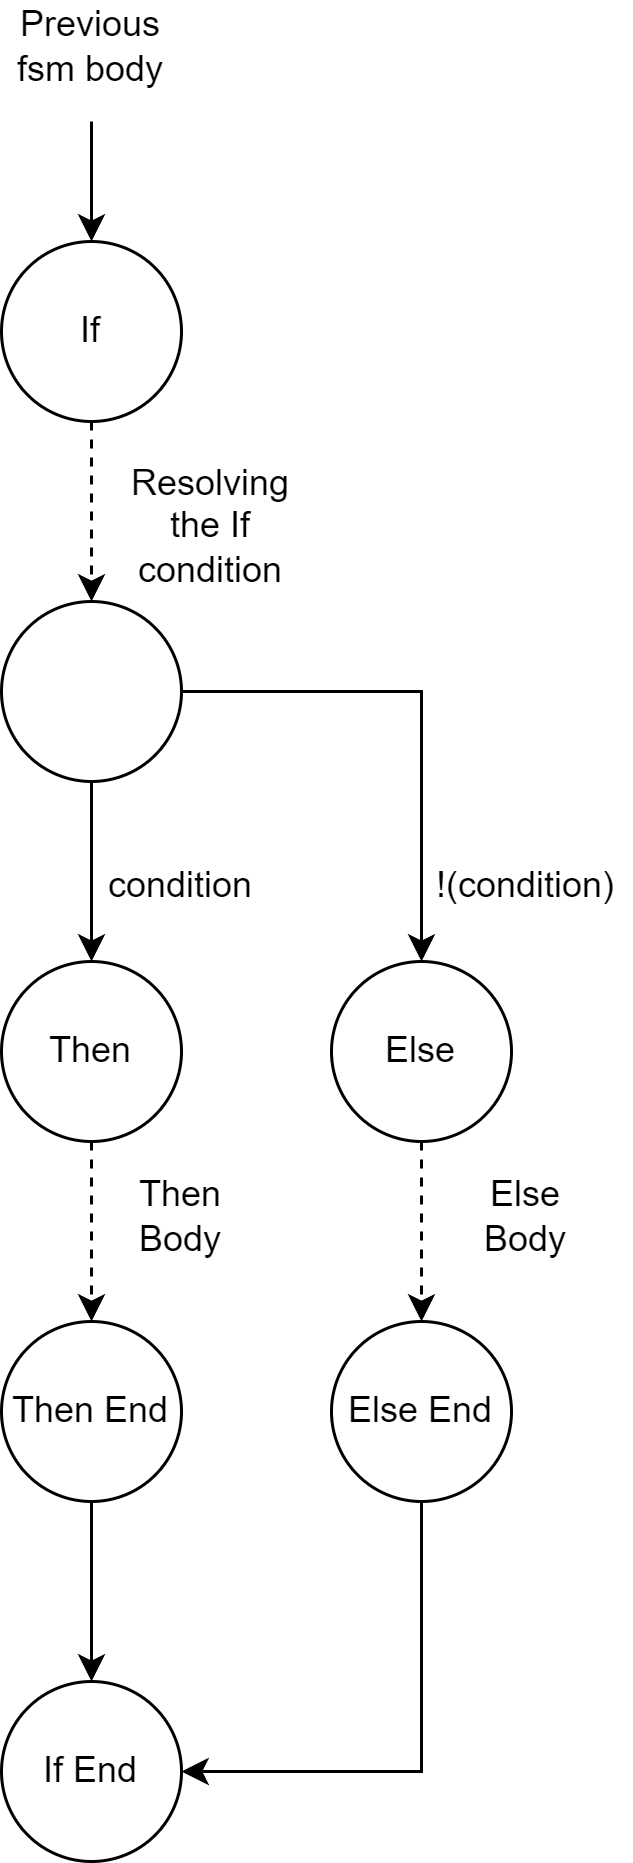 Previous
fsm body
If
Resolving
the If
condition
condition
!(condition)
Then
Else
Then
Body
Else
Body
Then End
Else End
If End